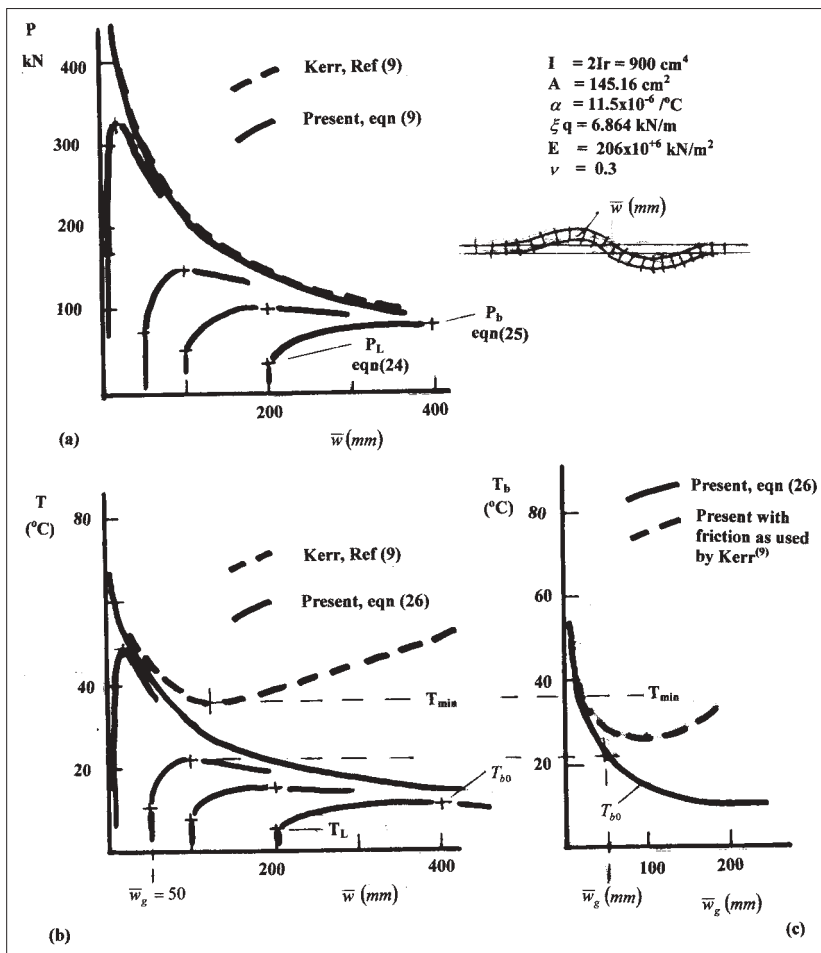 P
kN
400
300
200
100
Kerr, Ref (9)
Present, eqn (9)
P_L
eqn(24)
P_b
eqn(25)
200
400
w̅ (mm)
(a)
I = 2Ir = 900 cm⁴
A = 145.16 cm²
α = 11.5x10⁻⁶ /ºC
ξ q = 6.864 kN/m
E = 206x10⁺⁶ kN/m²
ν = 0.3
w̅ (mm)
T
(ºC)
80
40
20
Kerr, Ref (9)
Present, eqn (26)
T_min
T_b0
T_L
200
400
w̅_g = 50
w̅ (mm)
(b)
T_b
(ºC)
80
60
40
20
Present, eqn (26)
Present with
friction as used
by Kerr⁽⁹⁾
T_min
T_b0
100
200
w̅_g (mm)
w̅_g (mm)
(c)